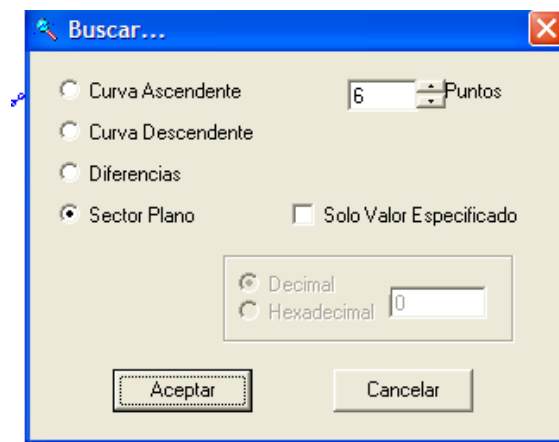 Buscar...
Curva Ascendente
6 Puntos
Curva Descendente
Diferencias
Sector Plano
Solo Valor Especificado
Decimal
Hexadecimal
0
Aceptar
Cancelar